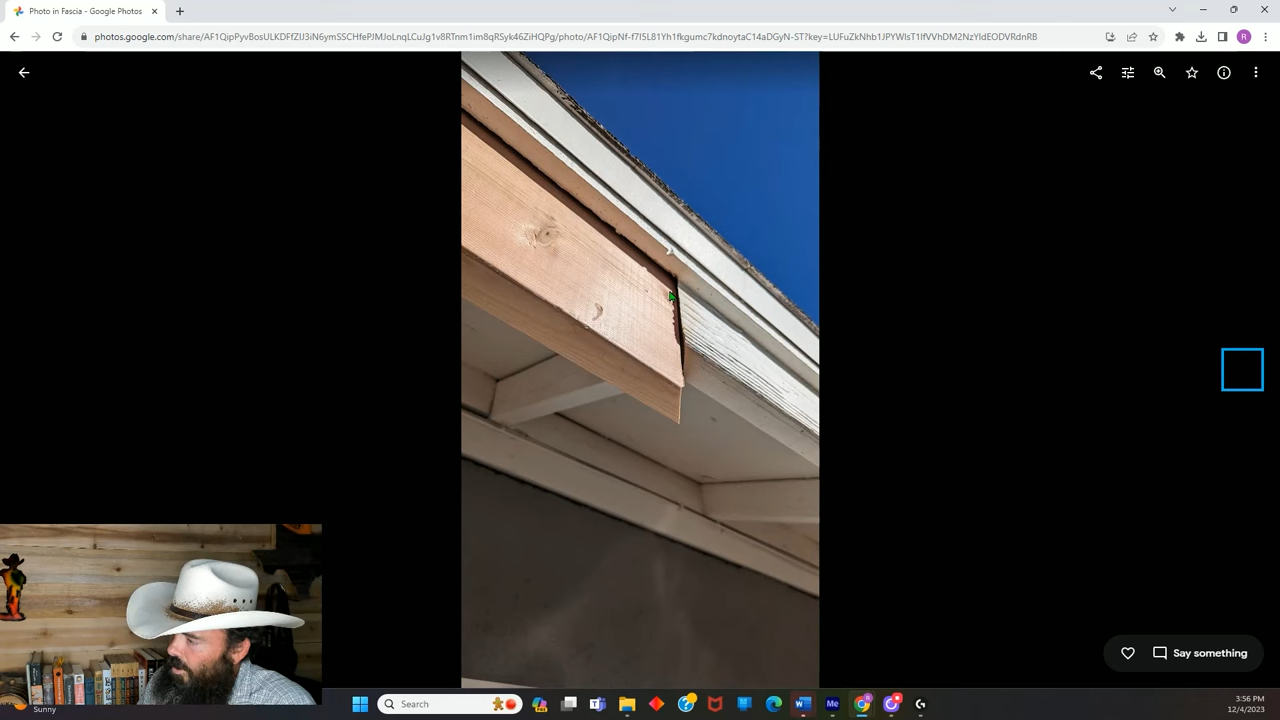 Photo in Fascia - Google Photos
photos.google.com/share/AF1QipPyvBosULKDFfZIJ3iN6ymSSCHfePJMJoLnqLCuJg1v8RTnm1im8qRSyk46ZiHQPg/photo/AF1QipNf-f7I5L81Yh1fkgumc7kdnoytaC14aDGyN-ST?key=LUFuZkNhb1JPYWlsT1lfVVhDM2NzYldEODVRdnRB
R
Say something
Sunny
Search
3:56 PM
12/4/2023